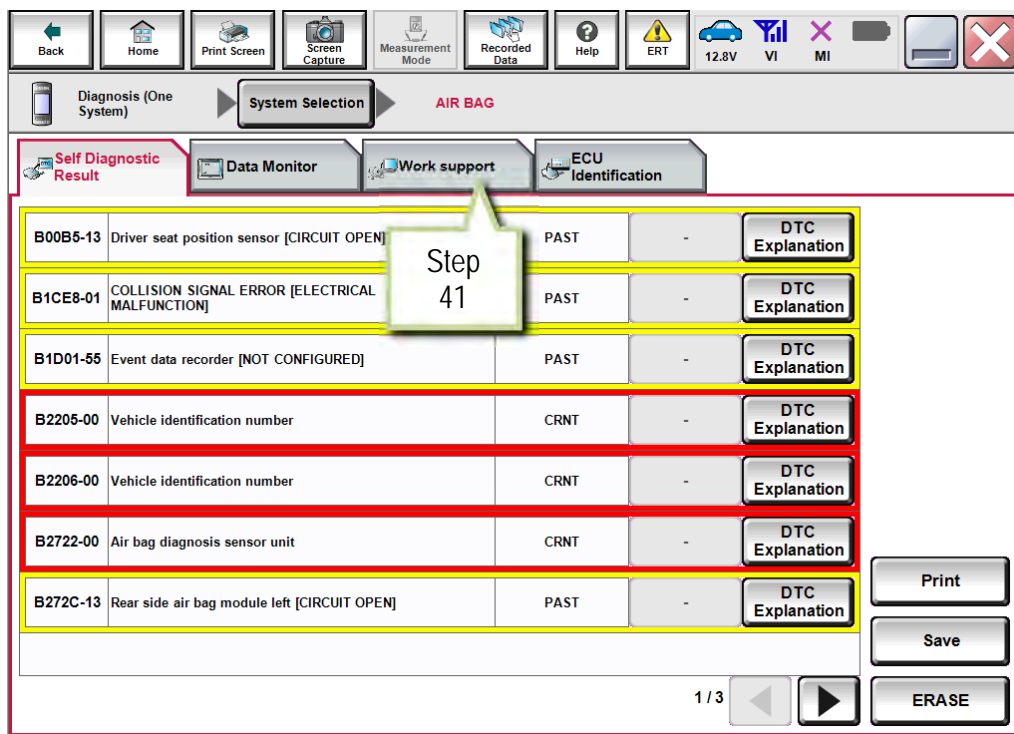 Back
Home
Print Screen
Screen
Capture
Measurement
Mode
Recorded
Data
Help
ERT
12.8V
VI
MI
Diagnosis (One
System)
System Selection
AIR BAG
Self Diagnostic
Result
Data Monitor
Work support
ECU
Identification
Step
41
B00B5-13 Driver seat position sensor [CIRCUIT OPEN] PAST - DTC
Explanation
B1CE8-01 COLLISION SIGNAL ERROR [ELECTRICAL
MALFUNCTION] PAST - DTC
Explanation
B1D01-55 Event data recorder [NOT CONFIGURED] PAST - DTC
Explanation
B2205-00 Vehicle identification number CRNT - DTC
Explanation
B2206-00 Vehicle identification number CRNT - DTC
Explanation
B2722-00 Air bag diagnosis sensor unit CRNT - DTC
Explanation
B272C-13 Rear side air bag module left [CIRCUIT OPEN] PAST - DTC
Explanation
Print
Save
1 / 3
ERASE